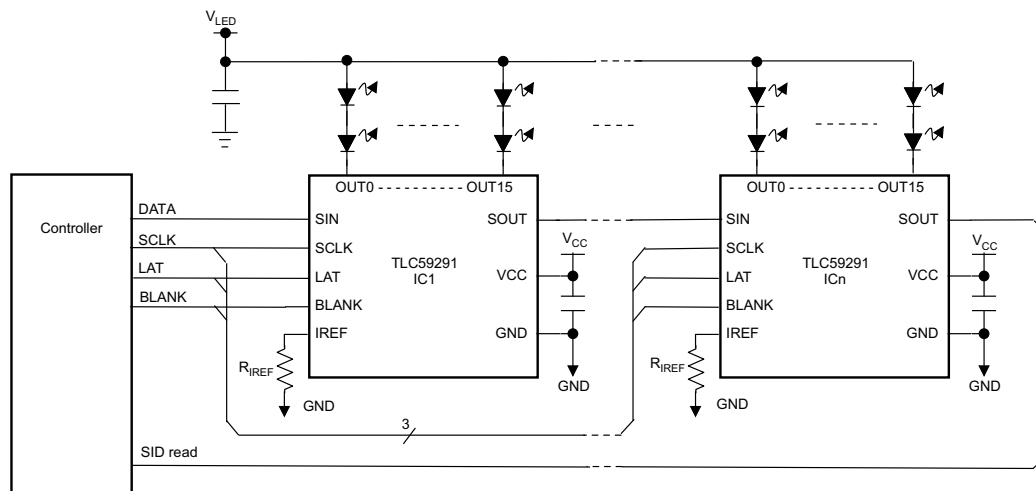 VLED
OUT0 OUT15
OUT0 OUT15
Controller
DATA
SCLK
LAT
BLANK
SID read
SIN
SCLK
LAT
BLANK
IREF
TLC59291
IC1
SOUT
VCC
GND
VCC
GND
RIREF
GND
3
SIN
SCLK
LAT
BLANK
IREF
TLC59291
ICn
SOUT
VCC
GND
VCC
GND
RIREF
GND